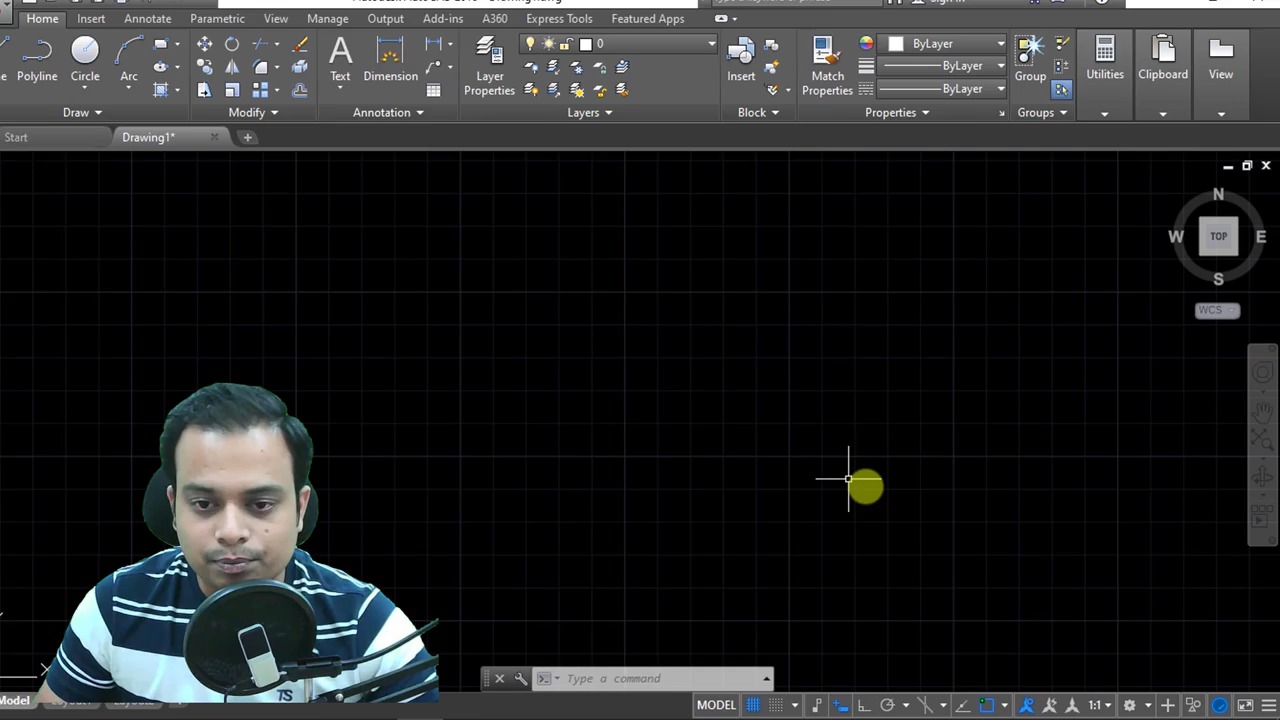 Home Insert Annotate Parametric View Manage Output Add-ins A360 Express Tools Featured Apps
0 ByLayer
ByLayer
Polyline Circle Arc Text Dimension Layer Properties Insert Match Properties Group Utilities Clipboard View
ByLayer
Draw Modify Annotation Layers Block Properties Groups
Start Drawing1*
N
W TOP E
S
WCS
TS
Type a command
Model MODEL 1:1